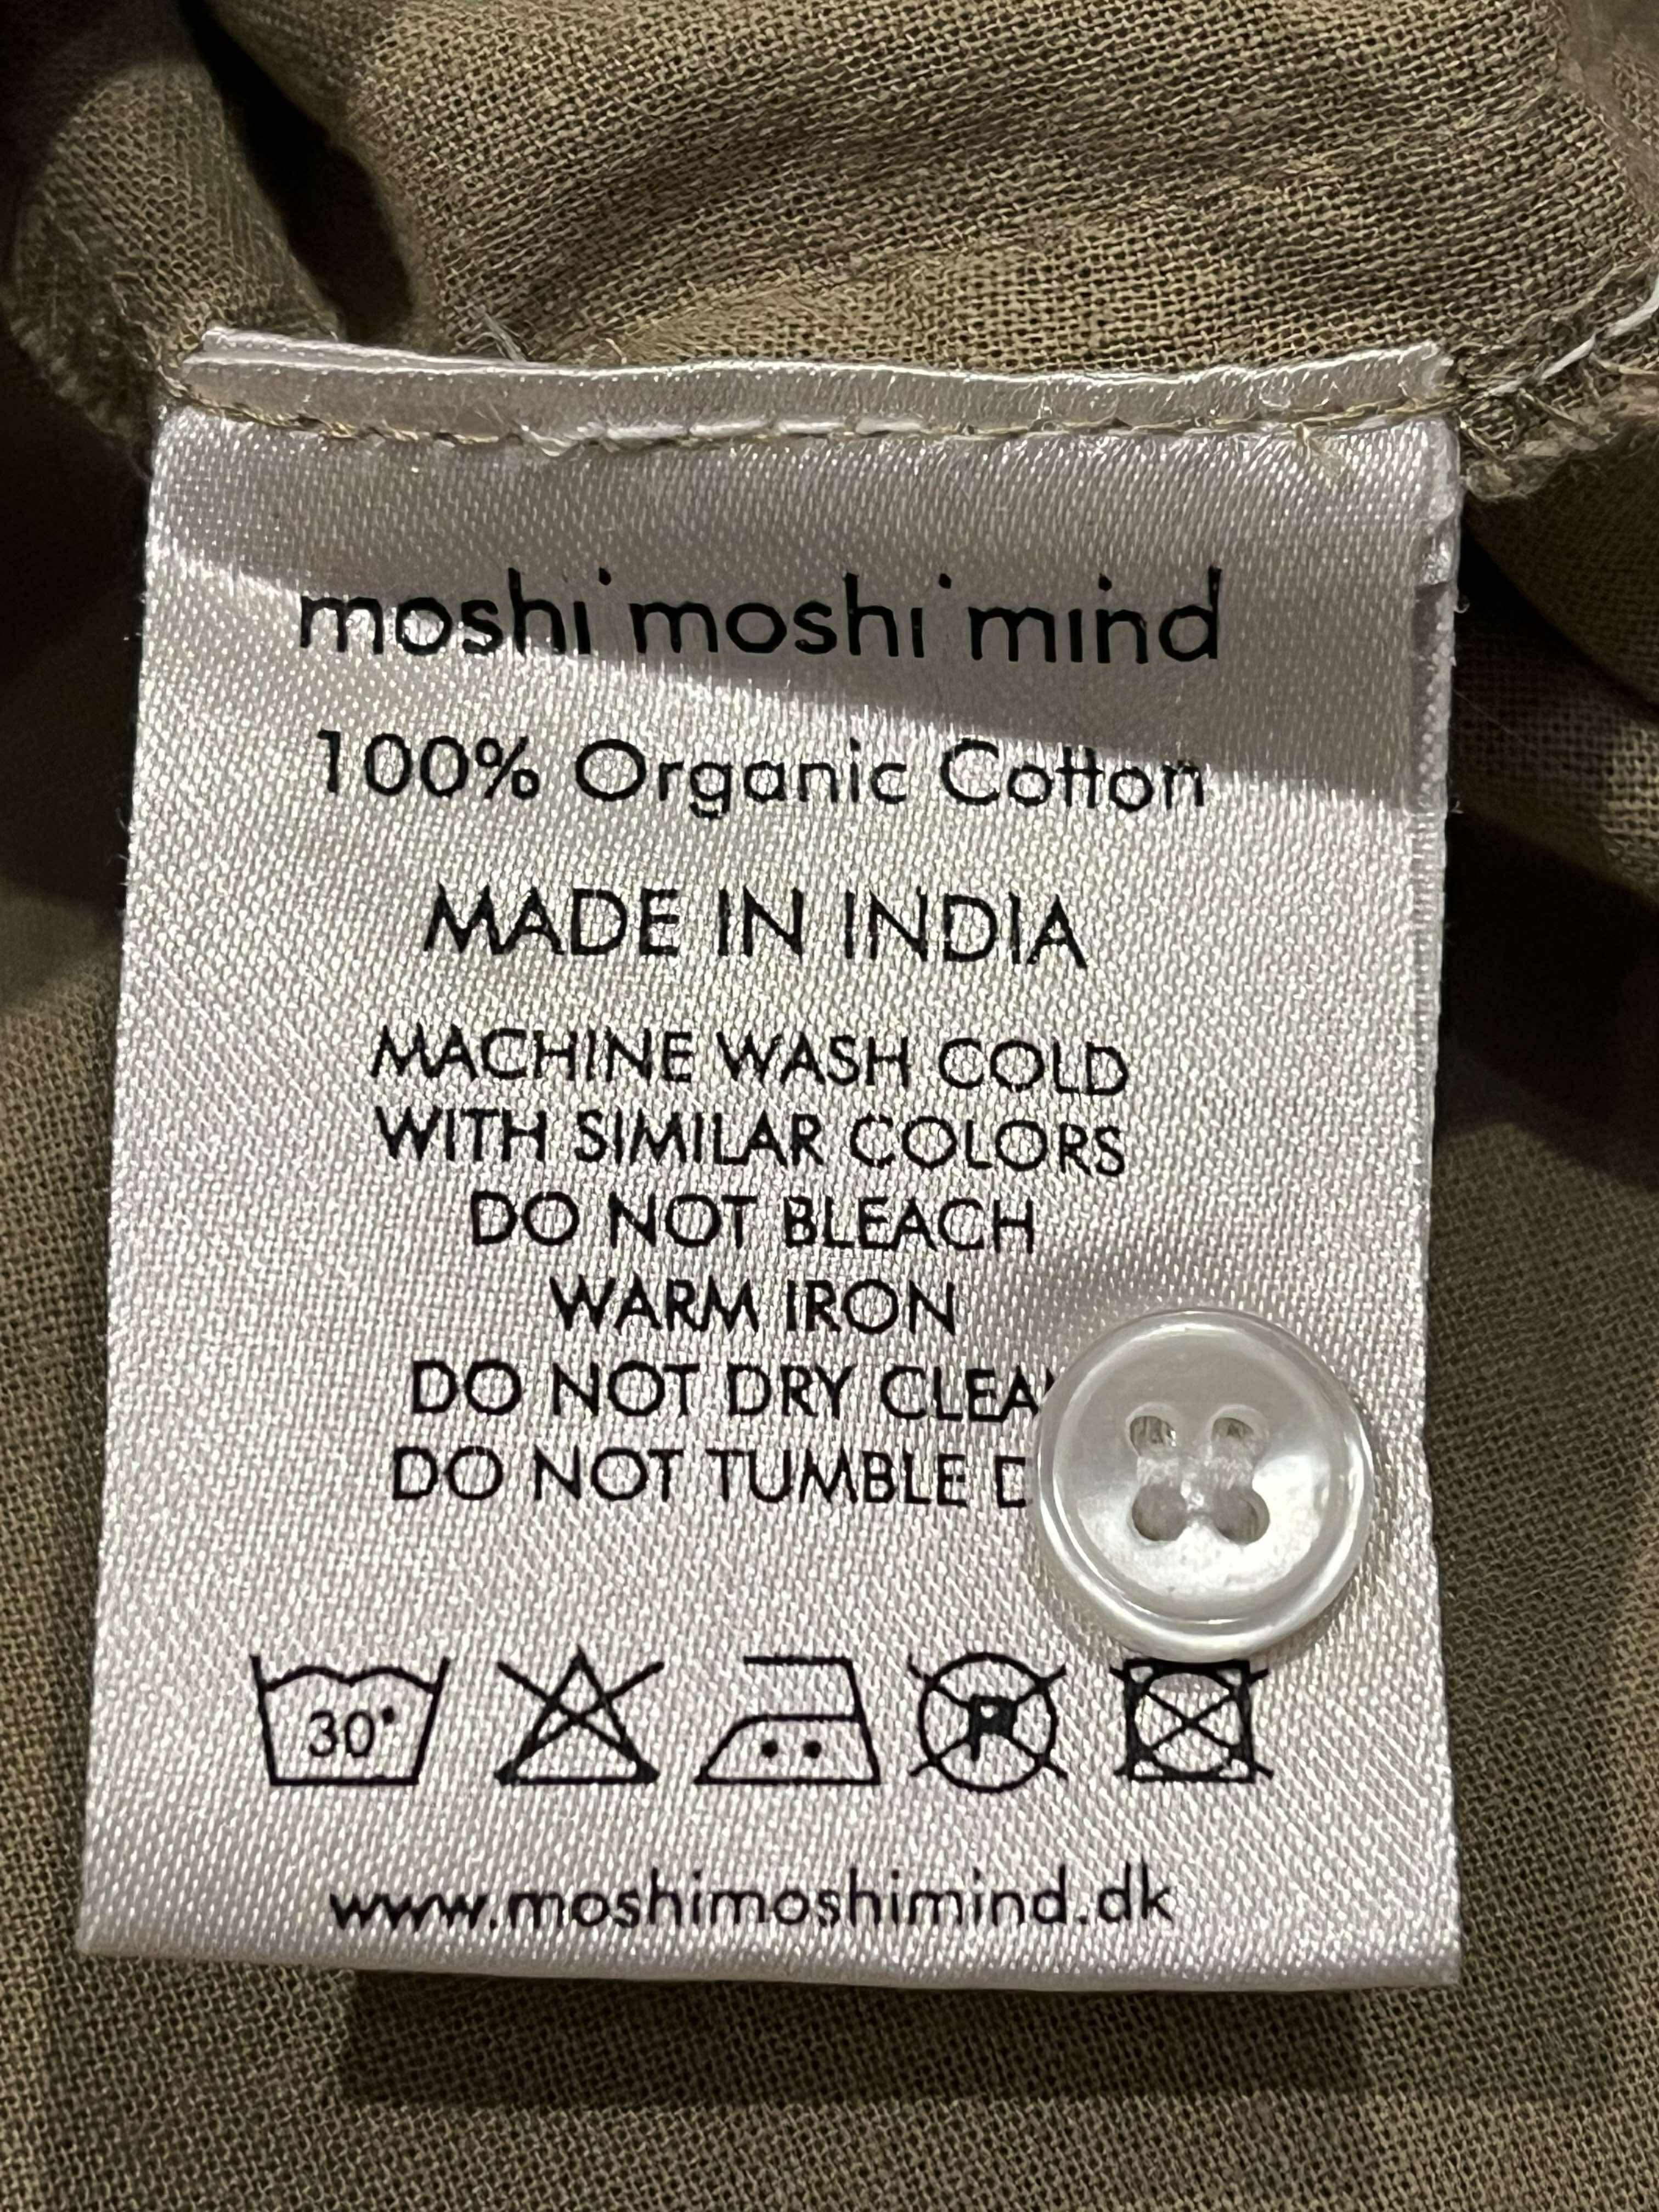 moshi moshi mind
100% Organic Cotton
MADE IN INDIA
MACHINE WASH COLD
WITH SIMILAR COLORS
DO NOT BLEACH
WARM IRON
DO NOT DRY
DO NOT TUMBLE
30°
P
www.moshimoshimind.dk